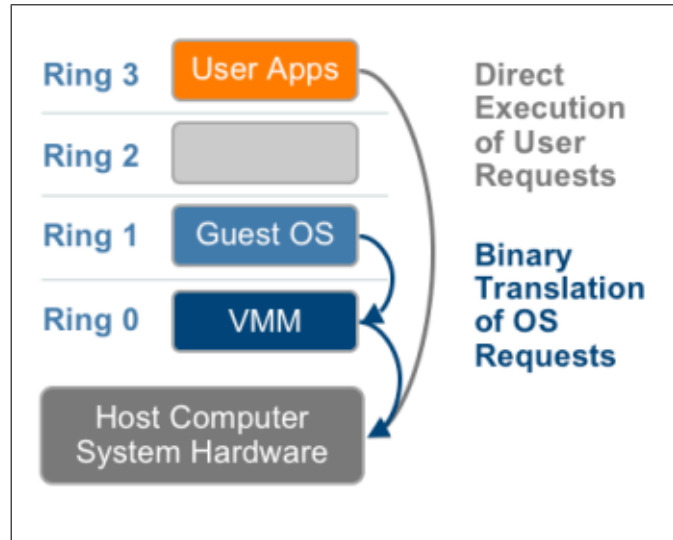 Ring 3
User Apps
Direct
Execution
of User
Requests
Ring 2
Ring 1
Guest OS
Binary
Translation
of OS
Requests
Ring 0
VMM
Host Computer
System Hardware